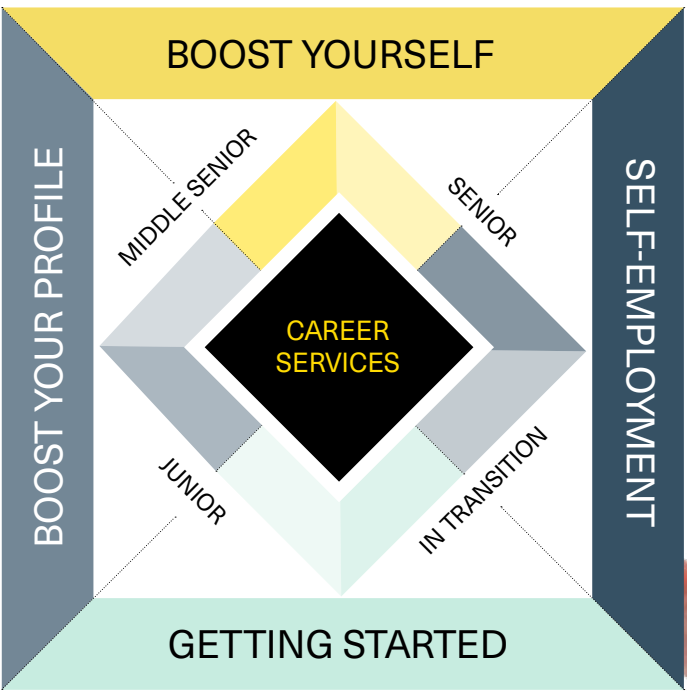 BOOST YOURSELF
MIDDLE SENIOR
SENIOR
BOOST YOUR PROFILE
SELF-EMPLOYMENT
CAREER
SERVICES
JUNIOR
IN TRANSITION
GETTING STARTED